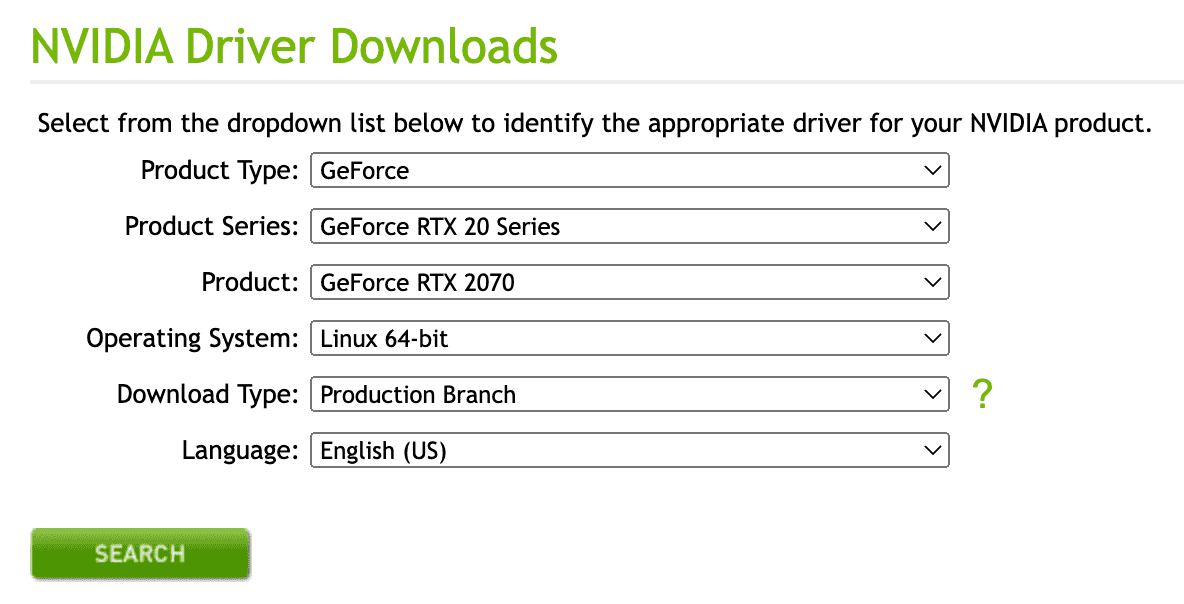 NVIDIA Driver Downloads
Select from the dropdown list below to identify the appropriate driver for your NVIDIA product.
Product Type: GeForce
Product Series: GeForce RTX 20 Series
Product: GeForce RTX 2070
Operating System: Linux 64-bit
Download Type: Production Branch ?
Language: English (US)
SEARCH